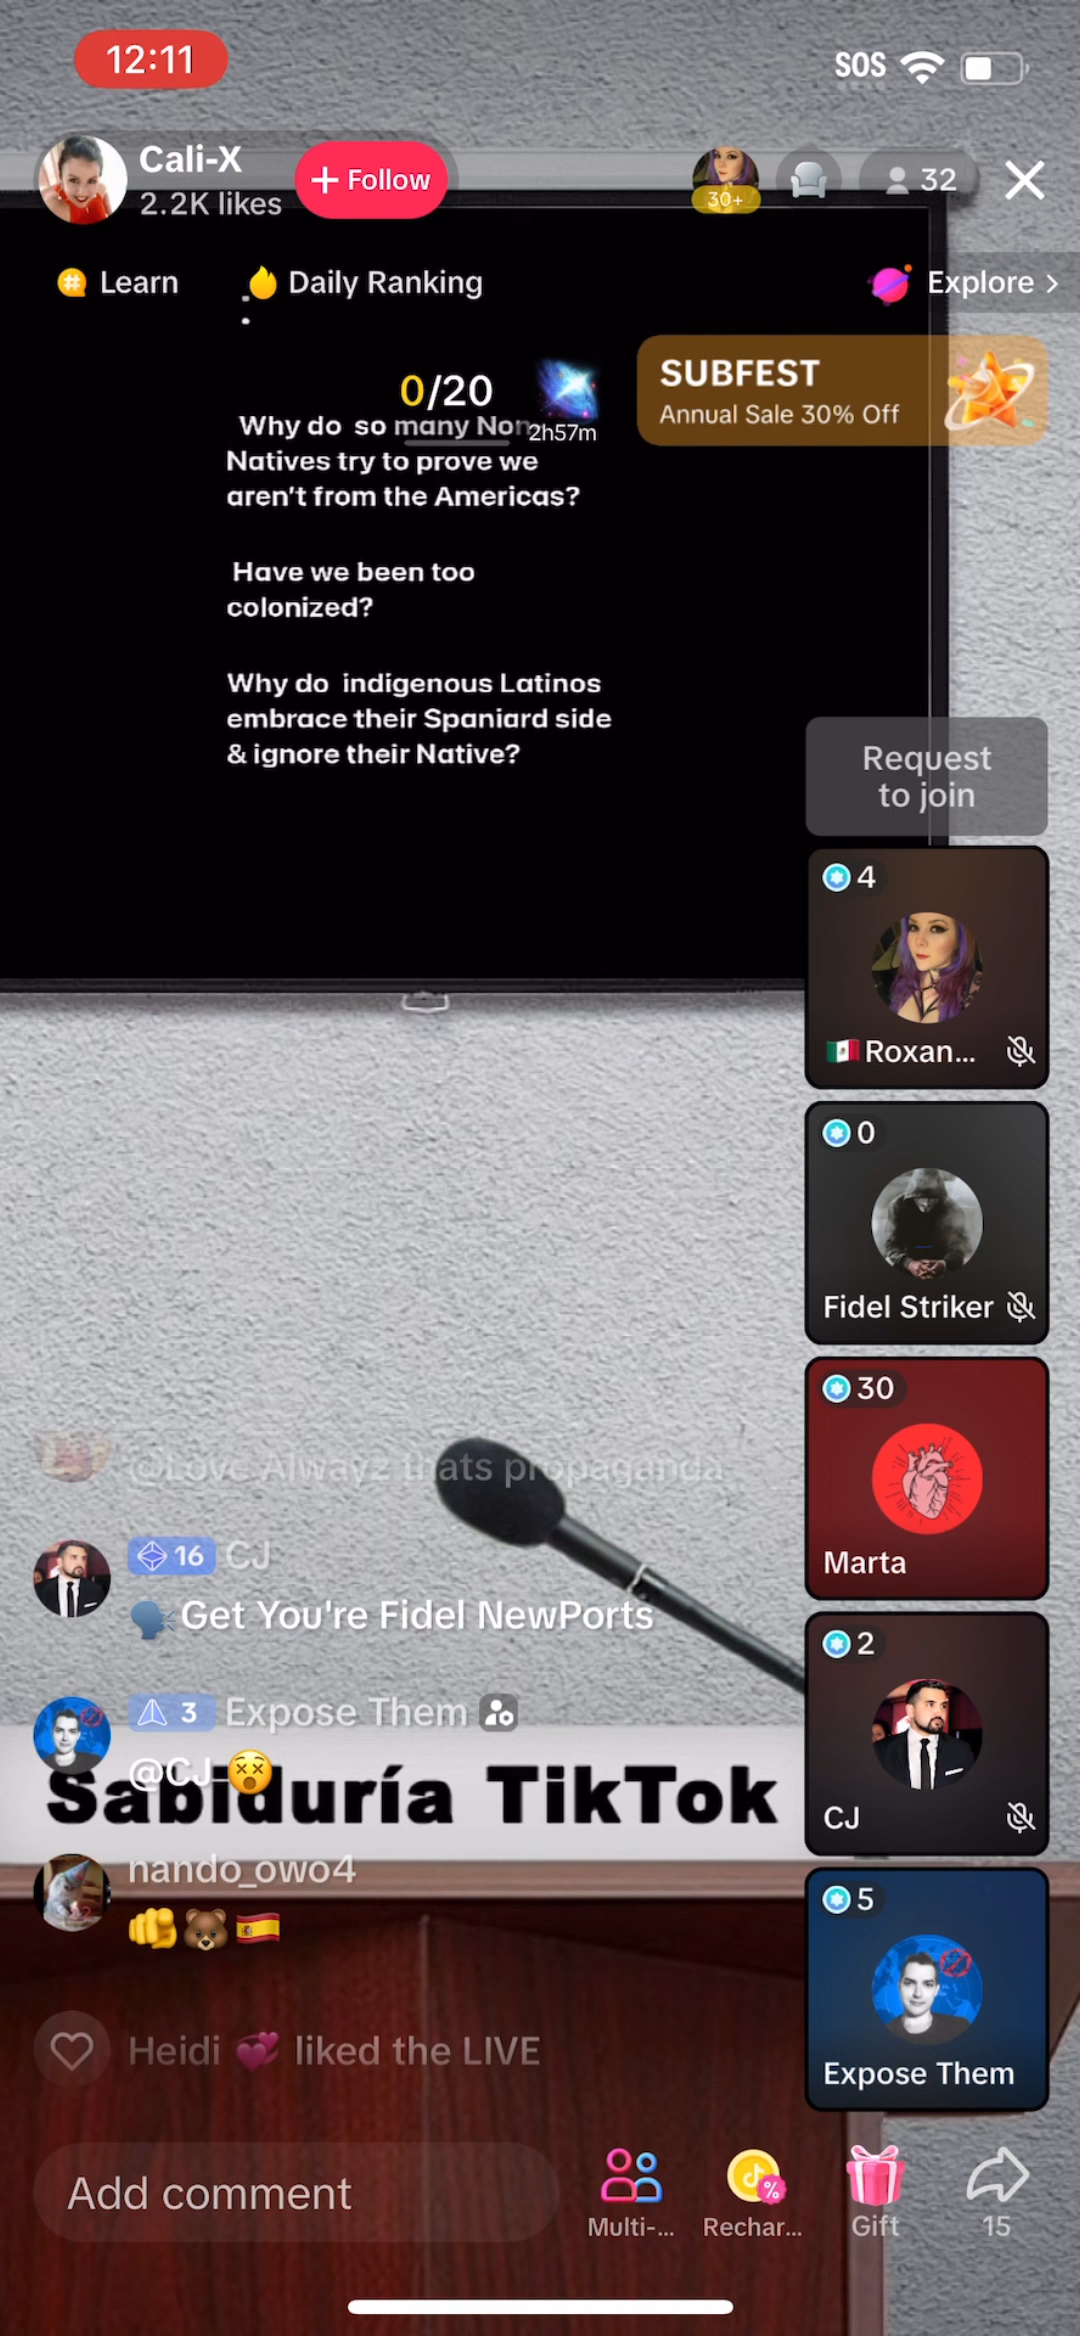 12:11
SOS
Cali-X
2.2K likes
+ Follow
30+
32
Learn
Daily Ranking
Explore >
0/20
2h57m
SUBFEST
Annual Sale 30% Off
Why do so many Non
Natives try to prove we
aren't from the Americas?
Have we been too
colonized?
Why do indigenous Latinos
embrace their Spaniard side
& ignore their Native?
Request
to join
4
Roxan...
0
Fidel Striker
30
Marta
2
CJ
5
Expose Them
Alwayz thats propaganda
16 CJ
Get You're Fidel NewPorts
3 Expose Them
@CJ
Sabiduría TikTok
nando_owo4
Heidi liked the LIVE
Add comment
Multi-...
Rechar...
Gift
15